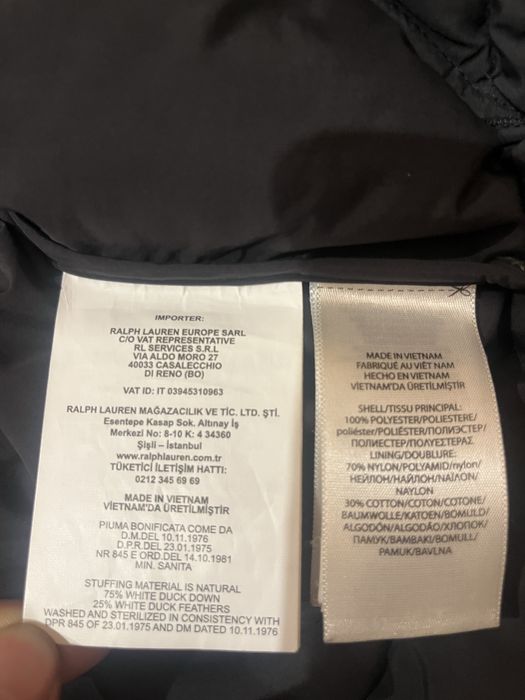 IMPORTER:
RALPH LAUREN EUROPE SARL
C/O VAT REPRESENTATIVE
RL SERVICES S.R.L
VIA ALDO MORO 27
40033 CASALECCHIO
DI RENO (BO)
VAT ID: IT 03945310963
RALPH LAUREN MAĞAZACILIK VE TİC. LTD. ŞTİ.
Esentepe Kasap Sok. Altınay İş
Merkezi No: 8-10 K: 4 34360
Şişli – İstanbul
www.ralphlauren.com.tr
TÜKETİCİ İLETİŞİM HATTI:
0212 345 69 69
MADE IN VIETNAM
VİETNAM'DA ÜRETİLMİŞTİR
PIUMA BONIFICATA COME DA
D.M.DEL 10.11.1976
D.P.R.DEL 23.01.1975
NR 845 E ORD.DEL 14.10.1981
MIN. SANITA
STUFFING MATERIAL IS NATURAL
75% WHITE DUCK DOWN
25% WHITE DUCK FEATHERS
WASHED AND STERILIZED IN CONSISTENCY WITH
DPR 845 OF 23.01.1975 AND DM DATED 10.11.1976
MADE IN VIETNAM
FABRIQUÉ AU VIÊT NAM
HECHO EN VIETNAM
VİETNAM'DA ÜRETİLMİŞTİR
SHELL/TISSU PRINCIPAL:
100% POLYESTER/POLIESTERE/
poliéster/POLIÉSTER/ПОЛИЭСТЕР/
ПОЛИЕСТЕР/ΠΟΛΥΕΣΤΕΡΑΣ
LINING/DOUBLURE:
70% NYLON/POLYAMID/nylon/
НЕЙЛОН/НАЙЛОН/ΝΑΪΛΟΝ/
NAYLON
30% COTTON/COTON/COTONE/
BAUMWOLLE/KATOEN/BOMULD/
ALGODÓN/ALGODÃO/ХЛОПОК/
ПАМУК/ΒΑΜΒΑΚΙ/BOMULL/
PAMUK/BAVLNA